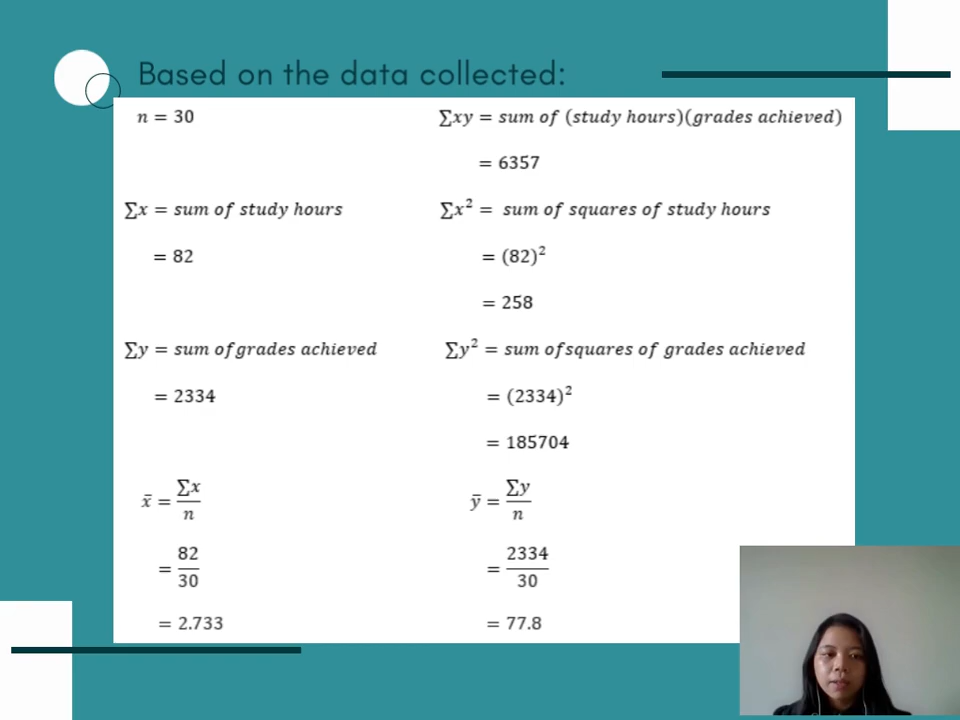 Based on the data collected:
n = 30
∑xy = sum of (study hours)(grades achieved)
= 6357
∑x = sum of study hours
∑x² = sum of squares of study hours
= 82
= (82)²
= 258
∑y = sum ofgrades achieved
∑y² = sum ofsquares of grades achieved
= 2334
= (2334)²
= 185704
x̄ = ∑x/n
ȳ = ∑y/n
= 82/30
= 2334/30
= 2.733
= 77.8